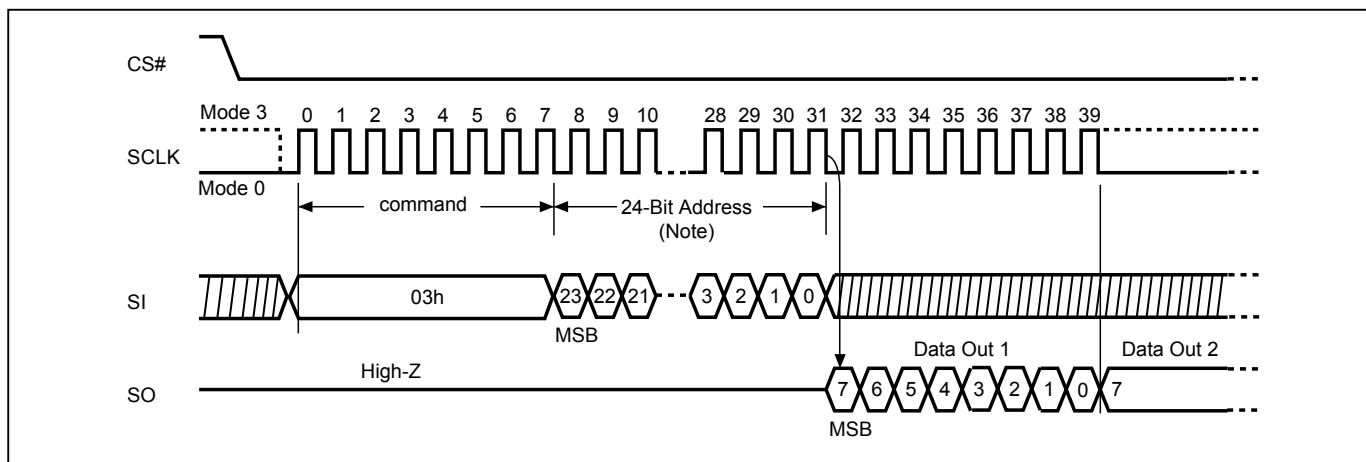 CS#
Mode 3
0 1 2 3 4 5 6 7 8 9 10 28 29 30 31 32 33 34 35 36 37 38 39
SCLK
Mode 0
command
24-Bit Address
(Note)
SI
03h
23 22 21 3 2 1 0
MSB
Data Out 1
Data Out 2
High-Z
SO
7 6 5 4 3 2 1 0 7
MSB